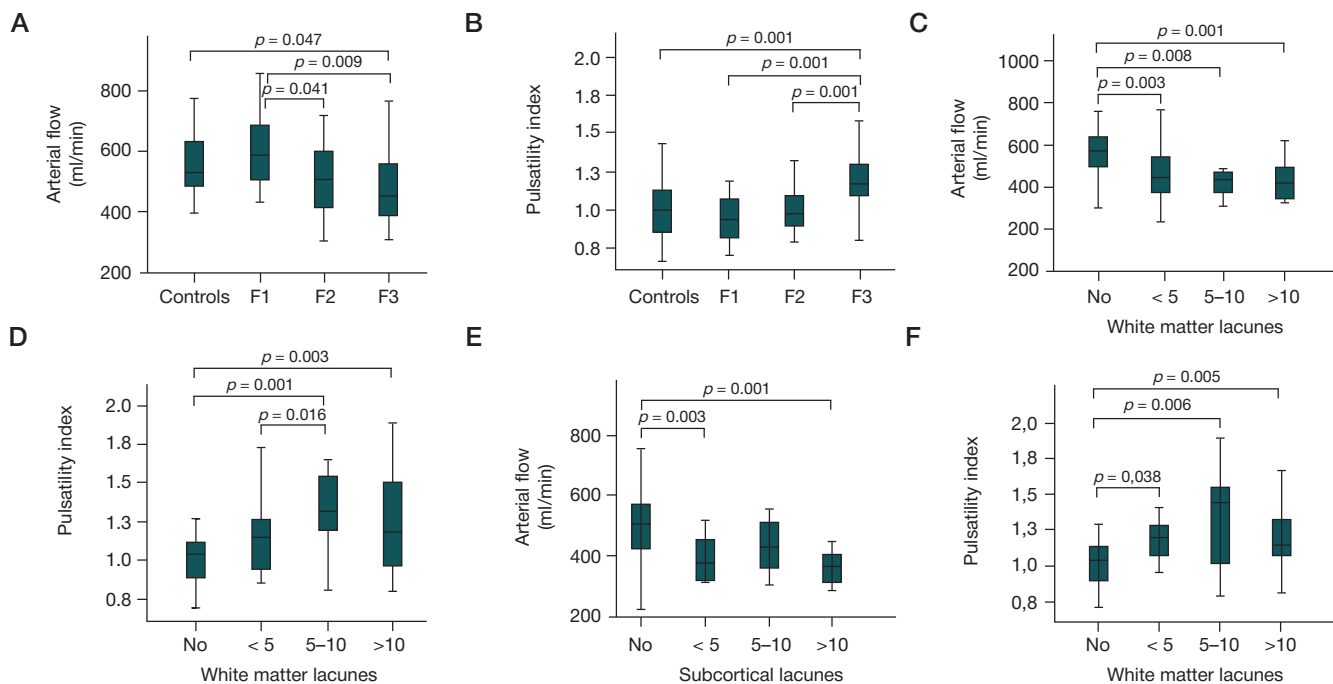 A
Arterial flow
(ml/min)
800
600
400
200
p = 0.047
p = 0.009
p = 0.041
Controls F1 F2 F3
B
Pulsatility index
2.0
1.8
1.5
1.3
1.0
0.8
p = 0.001
p = 0.001
p = 0.001
Controls F1 F2 F3
C
Arterial flow
(ml/min)
1000
800
600
400
200
p = 0.001
p = 0.008
p = 0.003
No < 5 5–10 >10
White matter lacunes
D
Pulsatility index
2.0
1.8
1.5
1.3
1.0
0.8
p = 0.003
p = 0.001
p = 0.016
No < 5 5–10 >10
White matter lacunes
E
Arterial flow
(ml/min)
800
600
400
200
p = 0.001
p = 0.003
No < 5 5–10 >10
Subcortical lacunes
F
Pulsatility index
2,0
1,8
1,5
1,3
1,0
0,8
p = 0.005
p = 0.006
p = 0,038
No < 5 5–10 >10
White matter lacunes